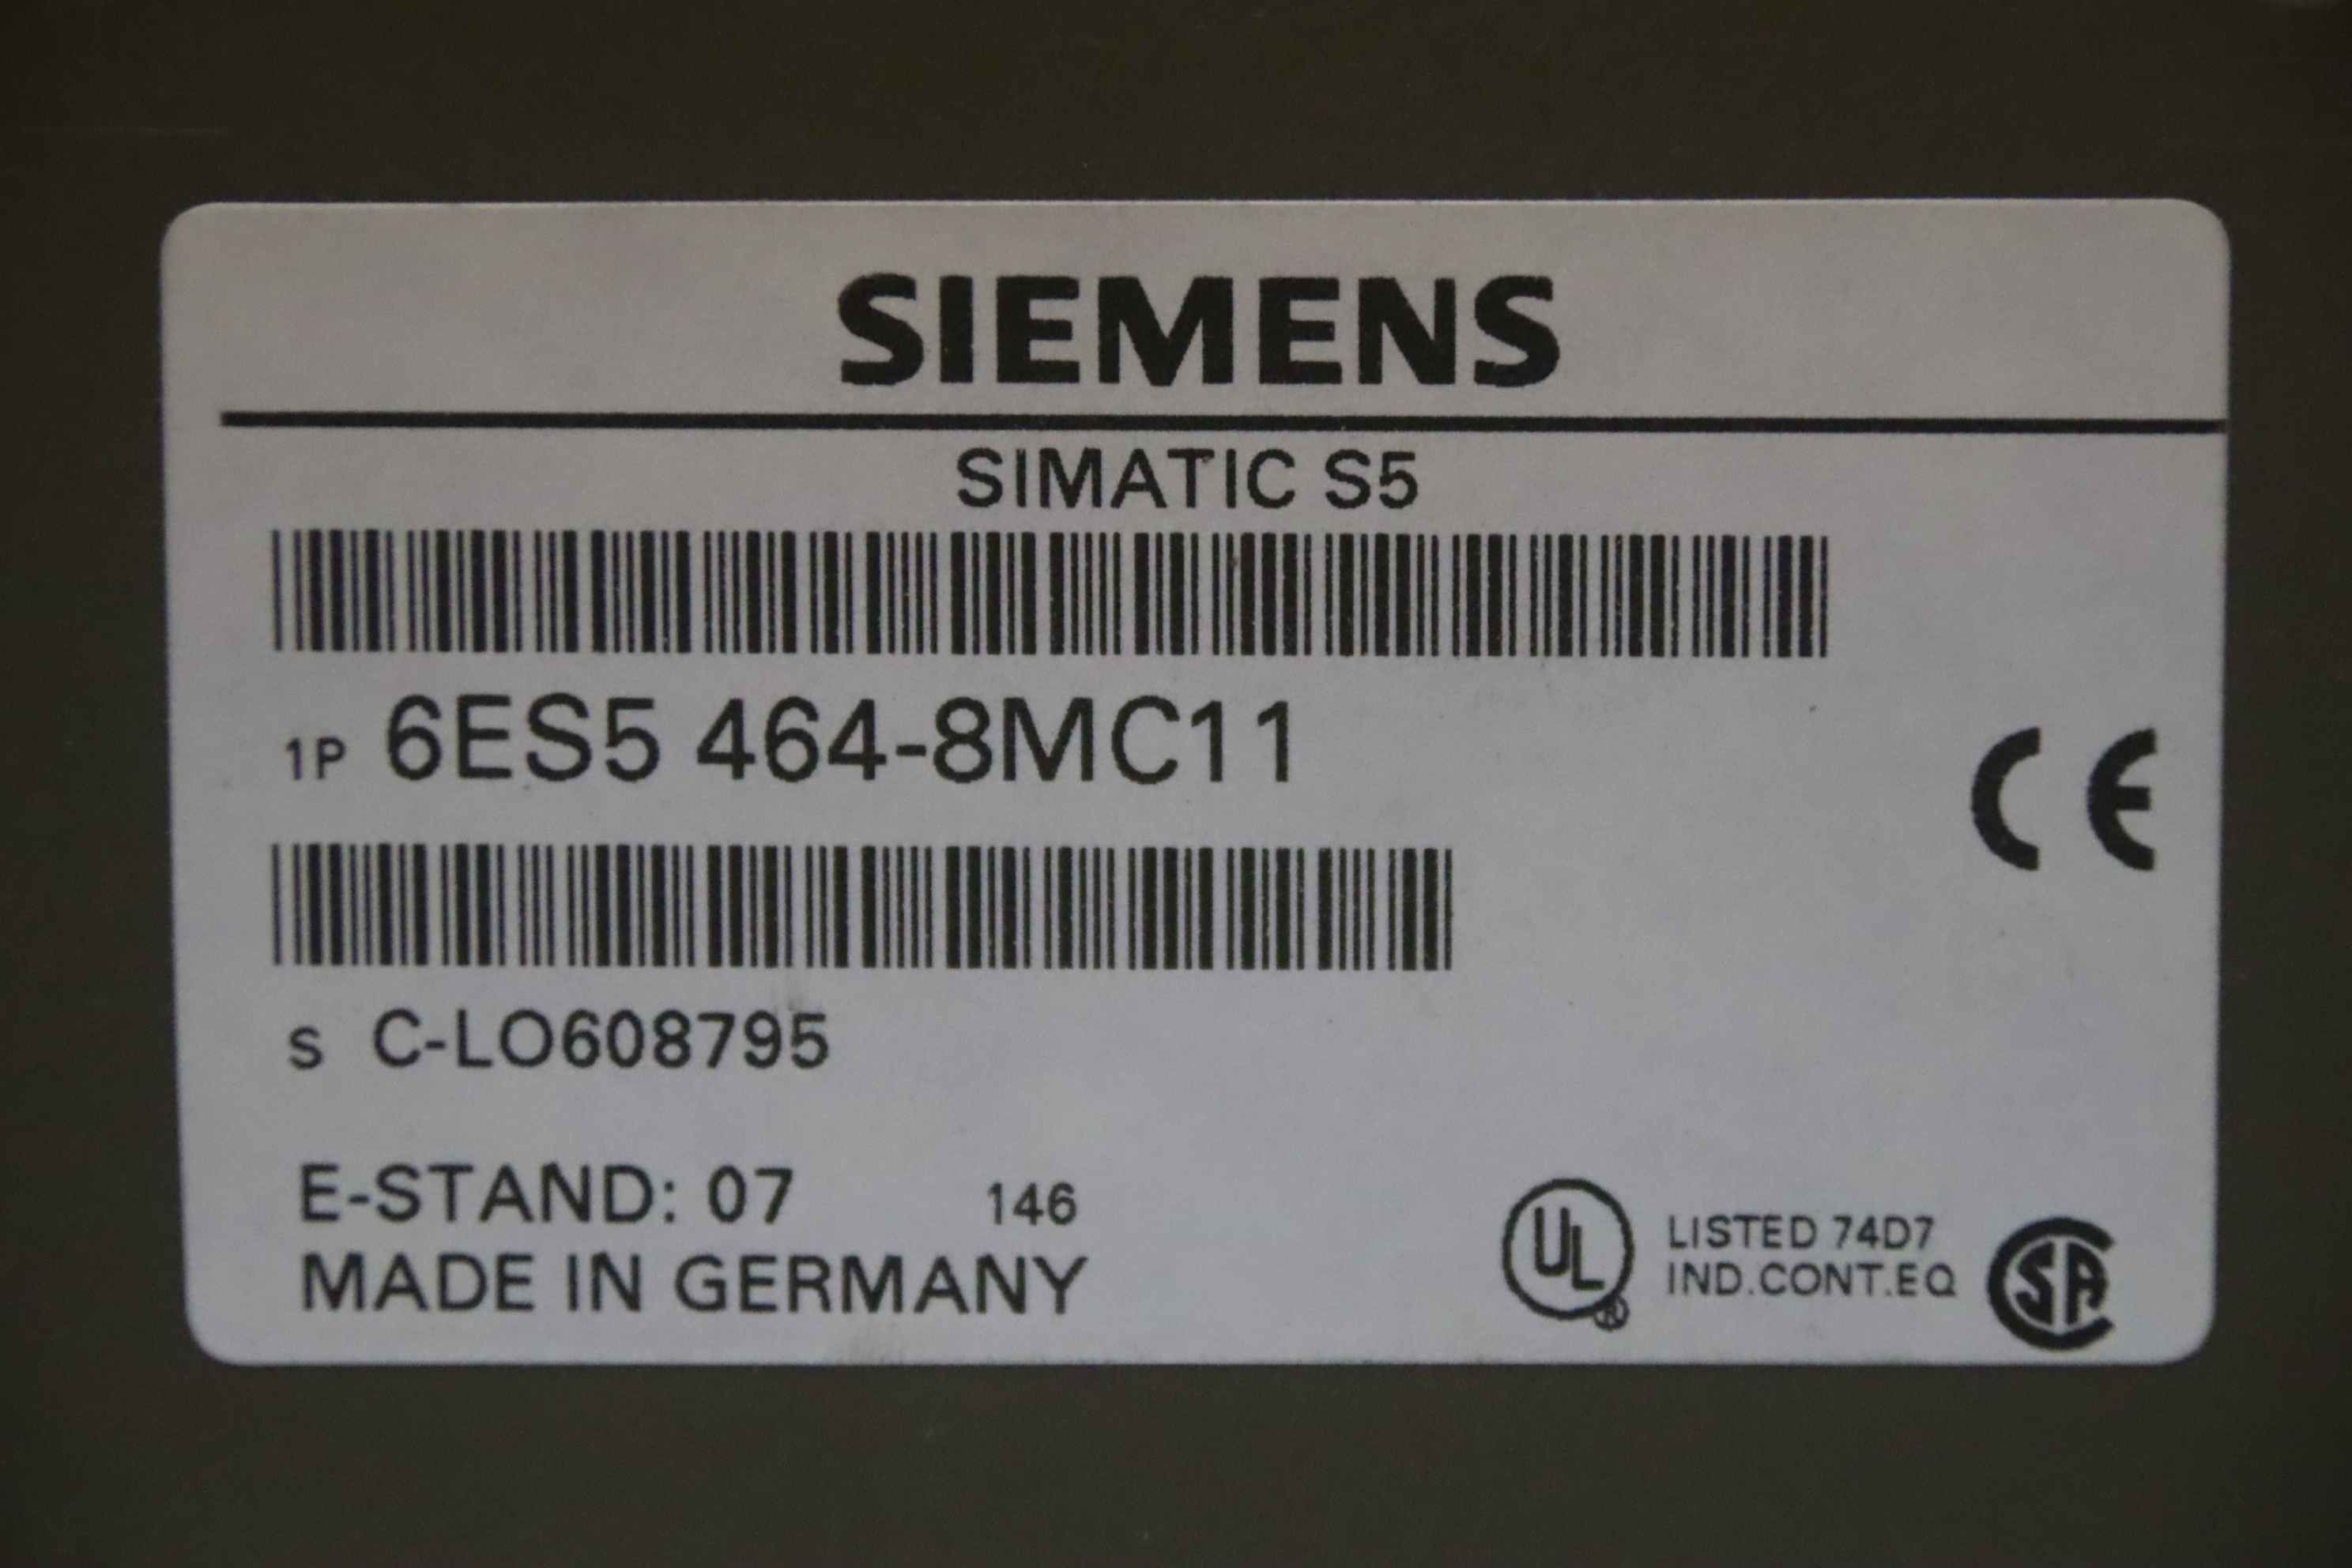 SIEMENS
SIMATIC S5
1P 6ES5 464-8MC11
CE
S C-LO608795
E-STAND: 07 146
MADE IN GERMANY
UL ® LISTED 74D7
IND.CONT.EQ
CSA